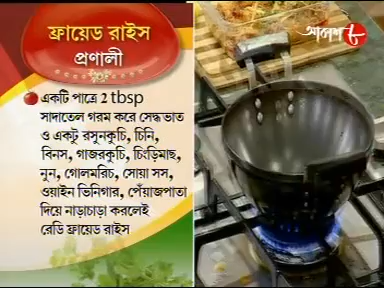 ফ্রায়েড রাইস
প্রণালী
একটি পাত্রে 2 tbsp
সাদাতেল গরম করে সেদ্ধ ভাত
ও একটু রসুনকুচি, চিনি,
বিনস, গাজরকুচি, চিংড়িমাছ,
নুন, গোলমরিচ, সোয়া সস,
ওয়াইন ভিনিগার, পেঁয়াজপাতা
দিয়ে নাড়াচাড়া করলেই
রেডি ফ্রায়েড রাইস
আকাশ